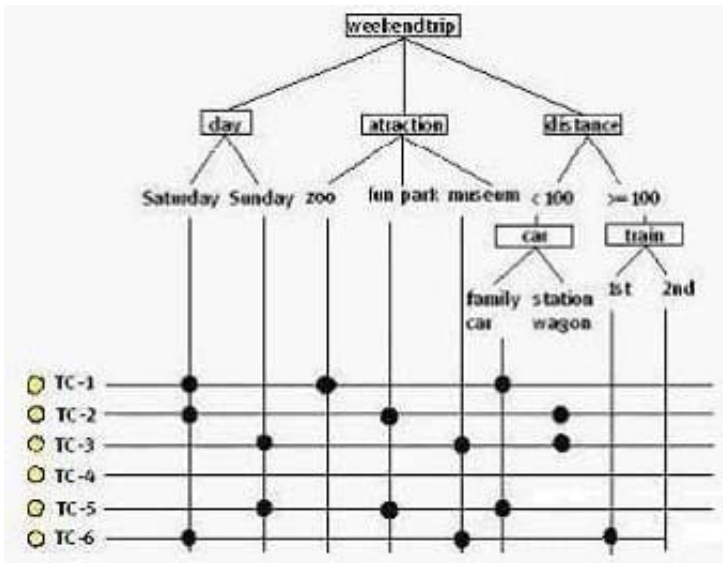 weekendtrip
day atraction distance
Saturday Sunday zoo fun park museum < 100 >= 100
car train
family car station wagon 1st 2nd
TC-1
TC-2
TC-3
TC-4
TC-5
TC-6